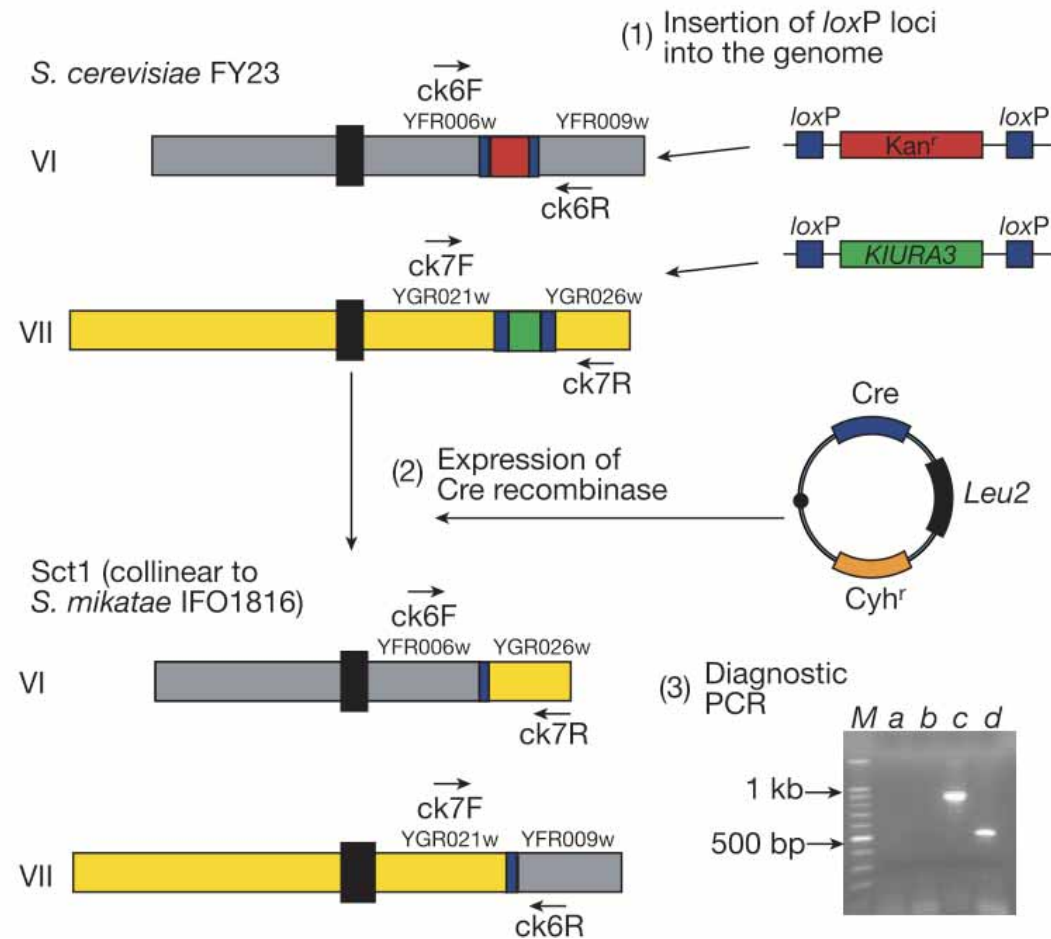 (1) Insertion of loxP loci
into the genome
S. cerevisiae FY23
ck6F
YFR006w YFR009w
VI
ck6R
loxP loxP
Kanʳ
loxP loxP
KIURA3
ck7F
YGR021w YGR026w
VII
ck7R
(2) Expression of
Cre recombinase
Cre
Leu2
Cyhʳ
Sct1 (collinear to
S. mikatae IFO1816)
ck6F
YFR006w YGR026w
VI
ck7R
ck7F
YGR021w YFR009w
VII
ck6R
(3) Diagnostic
PCR
M a b c d
1 kb
500 bp